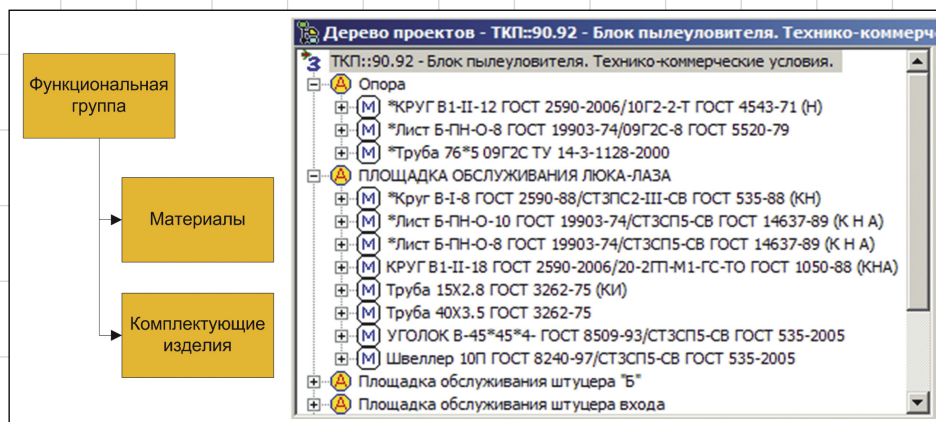 Функциональная
группа
Материалы
Комплектующие
изделия
Дерево проектов - ТКП::90.92 - Блок пылеуловителя. Технико-коммерч
ТКП::90.92 - Блок пылеуловителя. Технико-коммерческие условия.
А Опора
М *КРУГ В1-II-12 ГОСТ 2590-2006/10Г2-2-Т ГОСТ 4543-71 (Н)
М *Лист Б-ПН-О-8 ГОСТ 19903-74/09Г2С-8 ГОСТ 5520-79
М *Труба 76*5 09Г2С ТУ 14-3-1128-2000
А ПЛОЩАДКА ОБСЛУЖИВАНИЯ ЛЮКА-ЛАЗА
М *Круг В-I-8 ГОСТ 2590-88/СТ3ПС2-III-СВ ГОСТ 535-88 (КН)
М *Лист Б-ПН-О-10 ГОСТ 19903-74/СТ3СП5-СВ ГОСТ 14637-89 (К Н А)
М *Лист Б-ПН-О-8 ГОСТ 19903-74/СТ3СП5-СВ ГОСТ 14637-89 (К Н А)
М КРУГ В1-II-18 ГОСТ 2590-2006/20-2ГП-М1-ГС-ТО ГОСТ 1050-88 (КНА)
М Труба 15Х2.8 ГОСТ 3262-75 (КИ)
М Труба 40Х3.5 ГОСТ 3262-75
М УГОЛОК В-45*45*4- ГОСТ 8509-93/СТ3СП5-СВ ГОСТ 535-2005
М Швеллер 10П ГОСТ 8240-97/СТ3СП5-СВ ГОСТ 535-2005
А Площадка обслуживания штуцера "Б"
А Площадка обслуживания штуцера входа